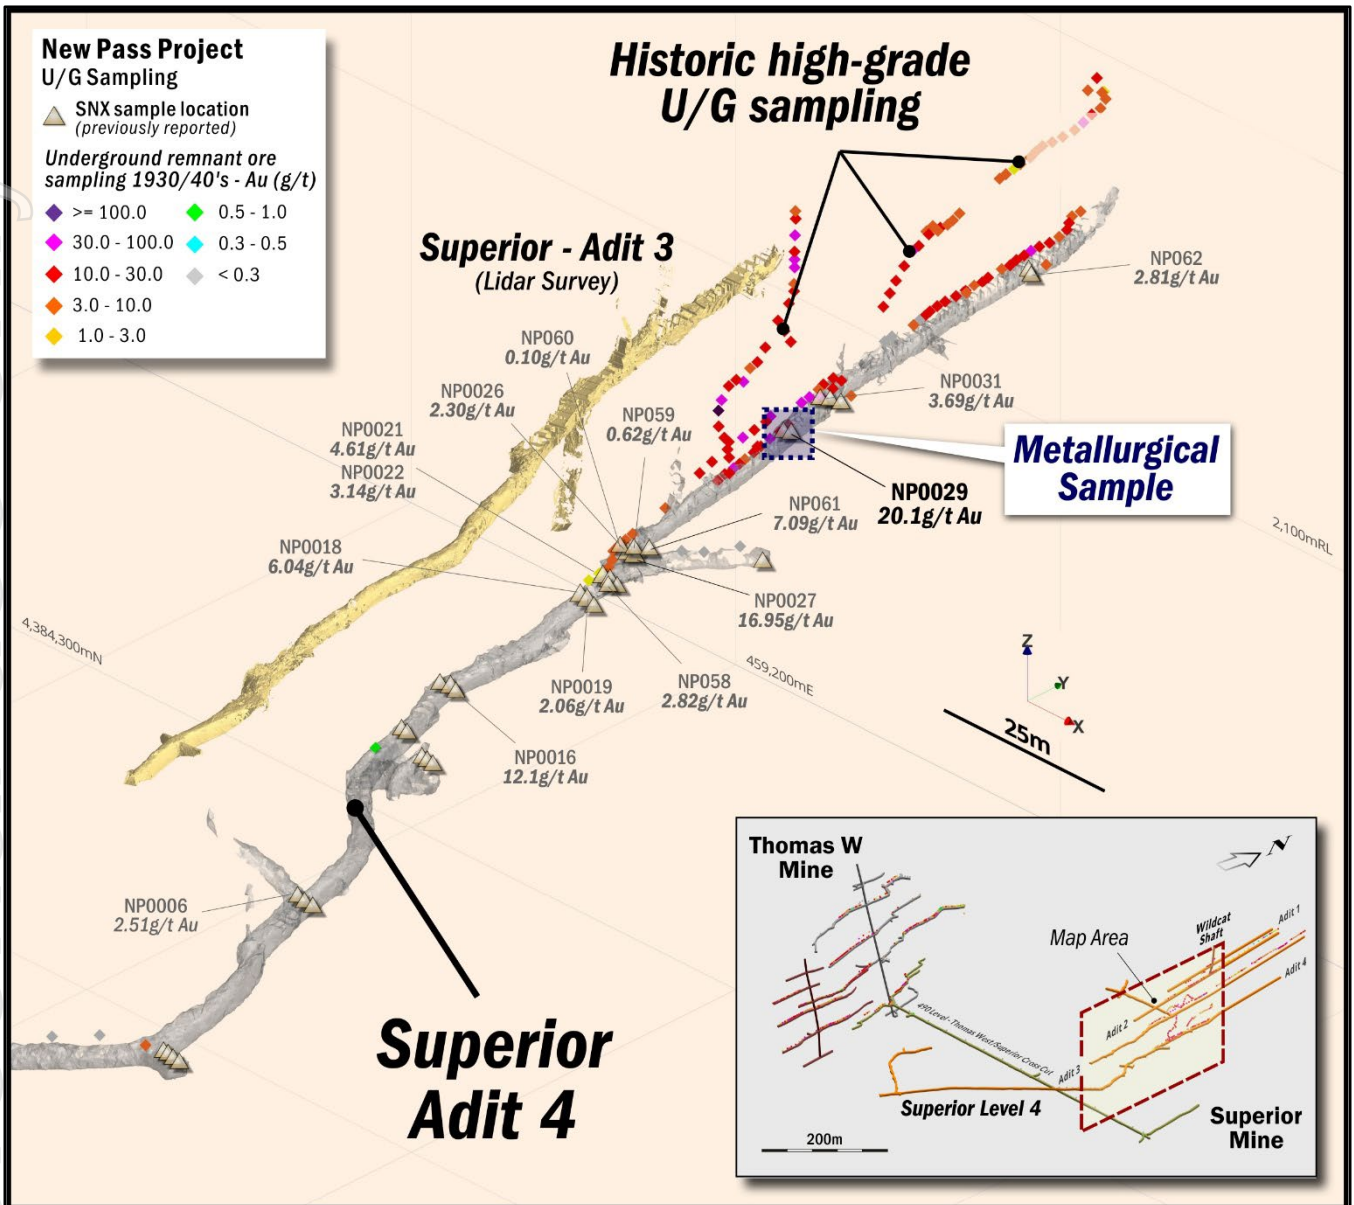 New Pass Project
U/G Sampling
SNX sample location
(previously reported)
Underground remnant ore
sampling 1930/40's - Au (g/t)
>= 100.0
30.0 - 100.0
10.0 - 30.0
3.0 - 10.0
1.0 - 3.0
0.5 - 1.0
0.3 - 0.5
< 0.3
Historic high-grade
U/G sampling
Superior - Adit 3
(Lidar Survey)
NP062
2.81g/t Au
NP060
0.10g/t Au
NP0026
2.30g/t Au
NP059
0.62g/t Au
NP0031
3.69g/t Au
NP0021
4.61g/t Au
NP0022
3.14g/t Au
Metallurgical
Sample
NP0029
20.1g/t Au
NP061
7.09g/t Au
2,100mRL
NP0018
6.04g/t Au
NP0027
16.95g/t Au
4,384,300mN
459,200mE
NP0019
2.06g/t Au
NP058
2.82g/t Au
Z
Y
X
25m
NP0016
12.1g/t Au
NP0006
2.51g/t Au
Superior
Adit 4
Thomas W
Mine
N
Map Area
Wildcat
Shaft
Adit 1
Adit 4
Adit 2
Adit 3
490 Level - Thomas West/Superior Cross Cut
Superior Level 4
Superior
Mine
200m